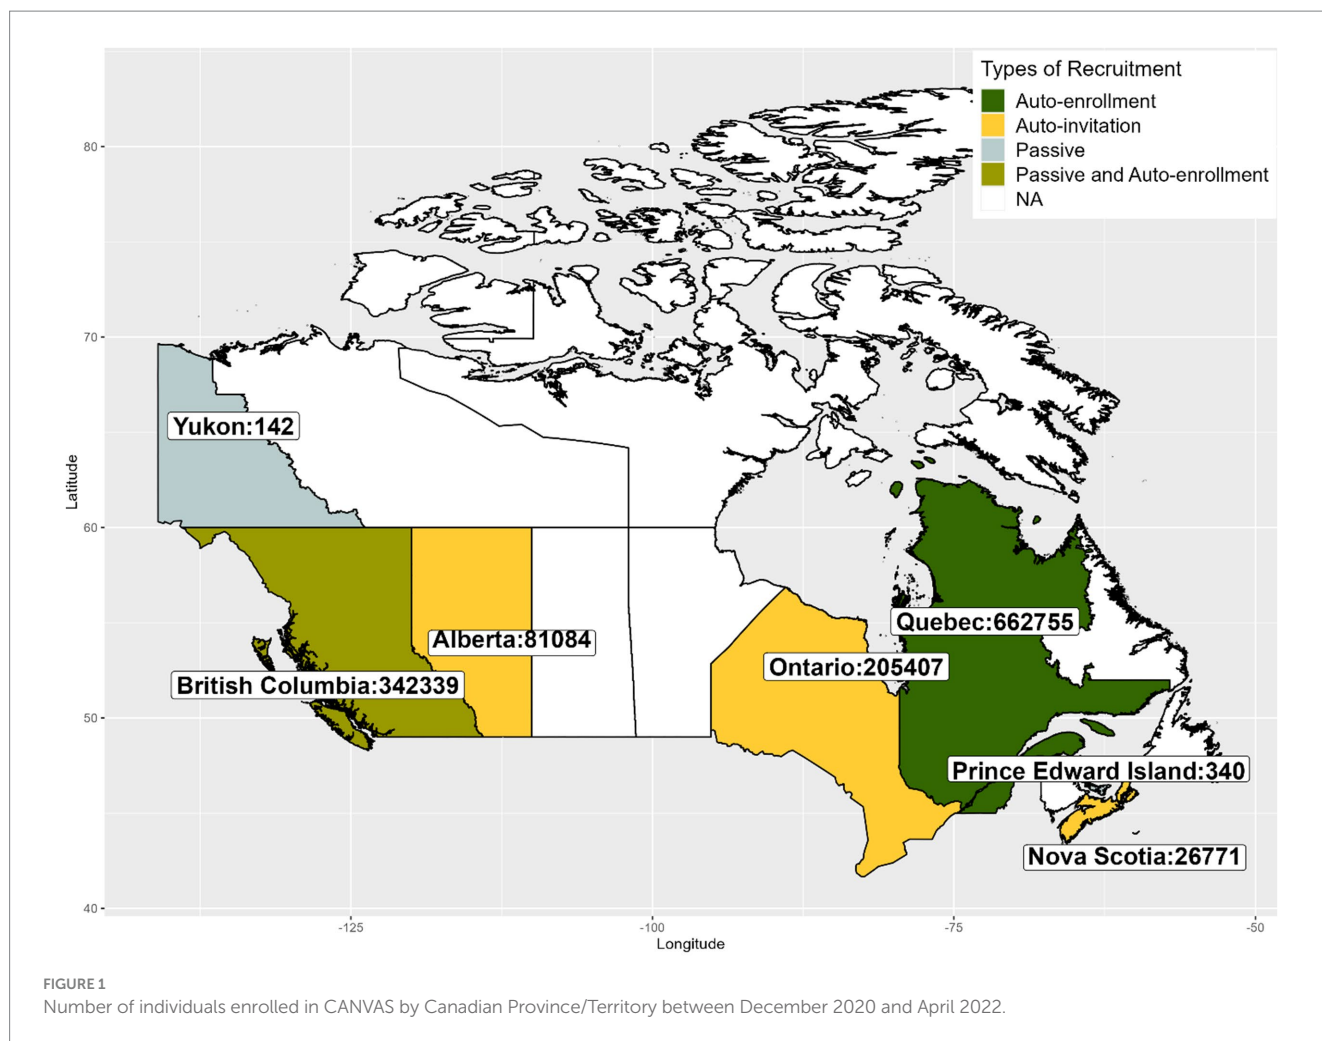 Types of Recruitment
Auto-enrollment
Auto-invitation
Passive
Passive and Auto-enrollment
NA
80
70
60
50
40
Latitude
Yukon:142
Quebec:662755
Alberta:81084
Ontario:205407
British Columbia:342339
Prince Edward Island:340
Nova Scotia:26771
-125
-100
-75
-50
Longitude
FIGURE 1
Number of individuals enrolled in CANVAS by Canadian Province/Territory between December 2020 and April 2022.